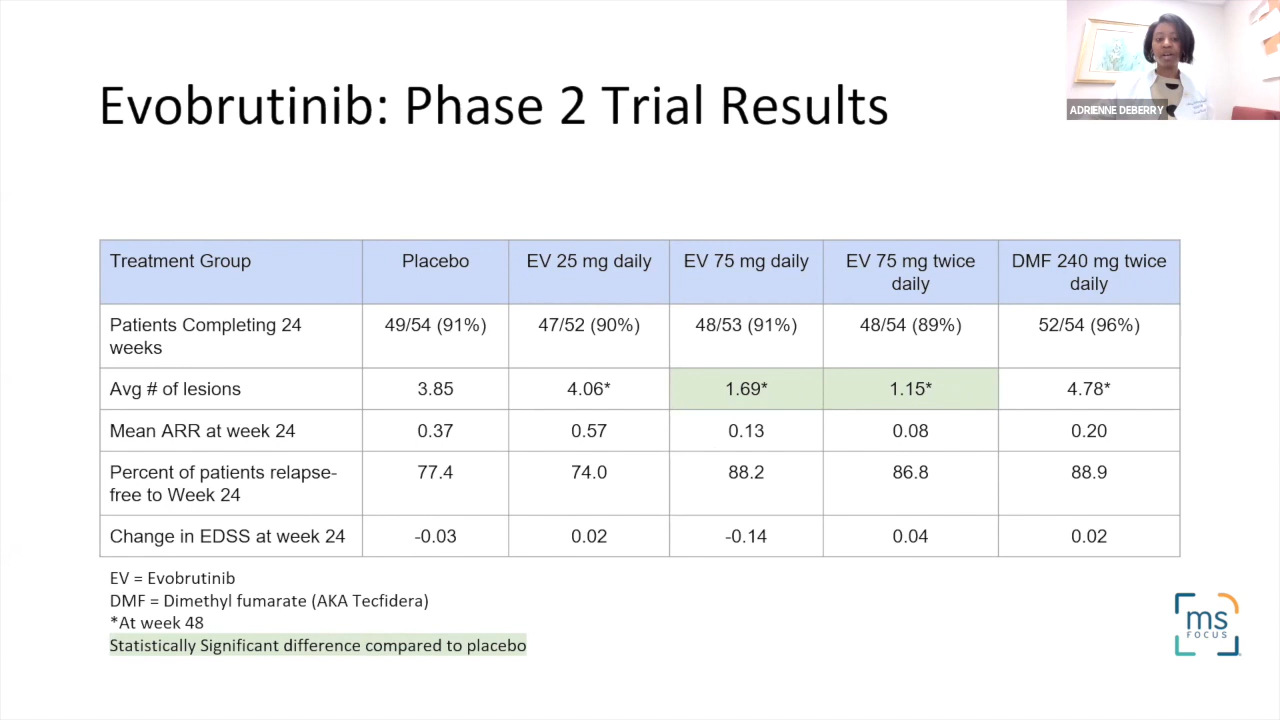 ADRIENNE DEBERRY
Evobrutinib: Phase 2 Trial Results
Treatment Group Placebo EV 25 mg daily EV 75 mg daily EV 75 mg twice DMF 240 mg twice
daily daily
Patients Completing 24 49/54 (91%) 47/52 (90%) 48/53 (91%) 48/54 (89%) 52/54 (96%)
weeks
Avg # of lesions 3.85 4.06* 1.69* 1.15* 4.78*
Mean ARR at week 24 0.37 0.57 0.13 0.08 0.20
Percent of patients relapse- 77.4 74.0 88.2 86.8 88.9
free to Week 24
Change in EDSS at week 24 -0.03 0.02 -0.14 0.04 0.02
EV = Evobrutinib
DMF = Dimethyl fumarate (AKA Tecfidera)
*At week 48
Statistically Significant difference compared to placebo
ms
FOCUS